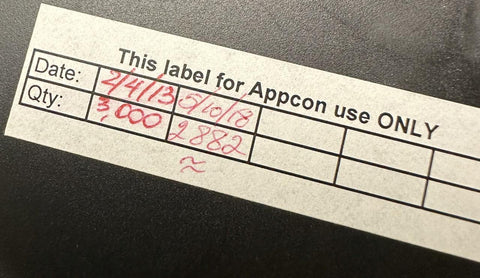 This label for Appcon use ONLY
Date: 2/4/13 5/10/18
Qty: 3,000 2882
≈